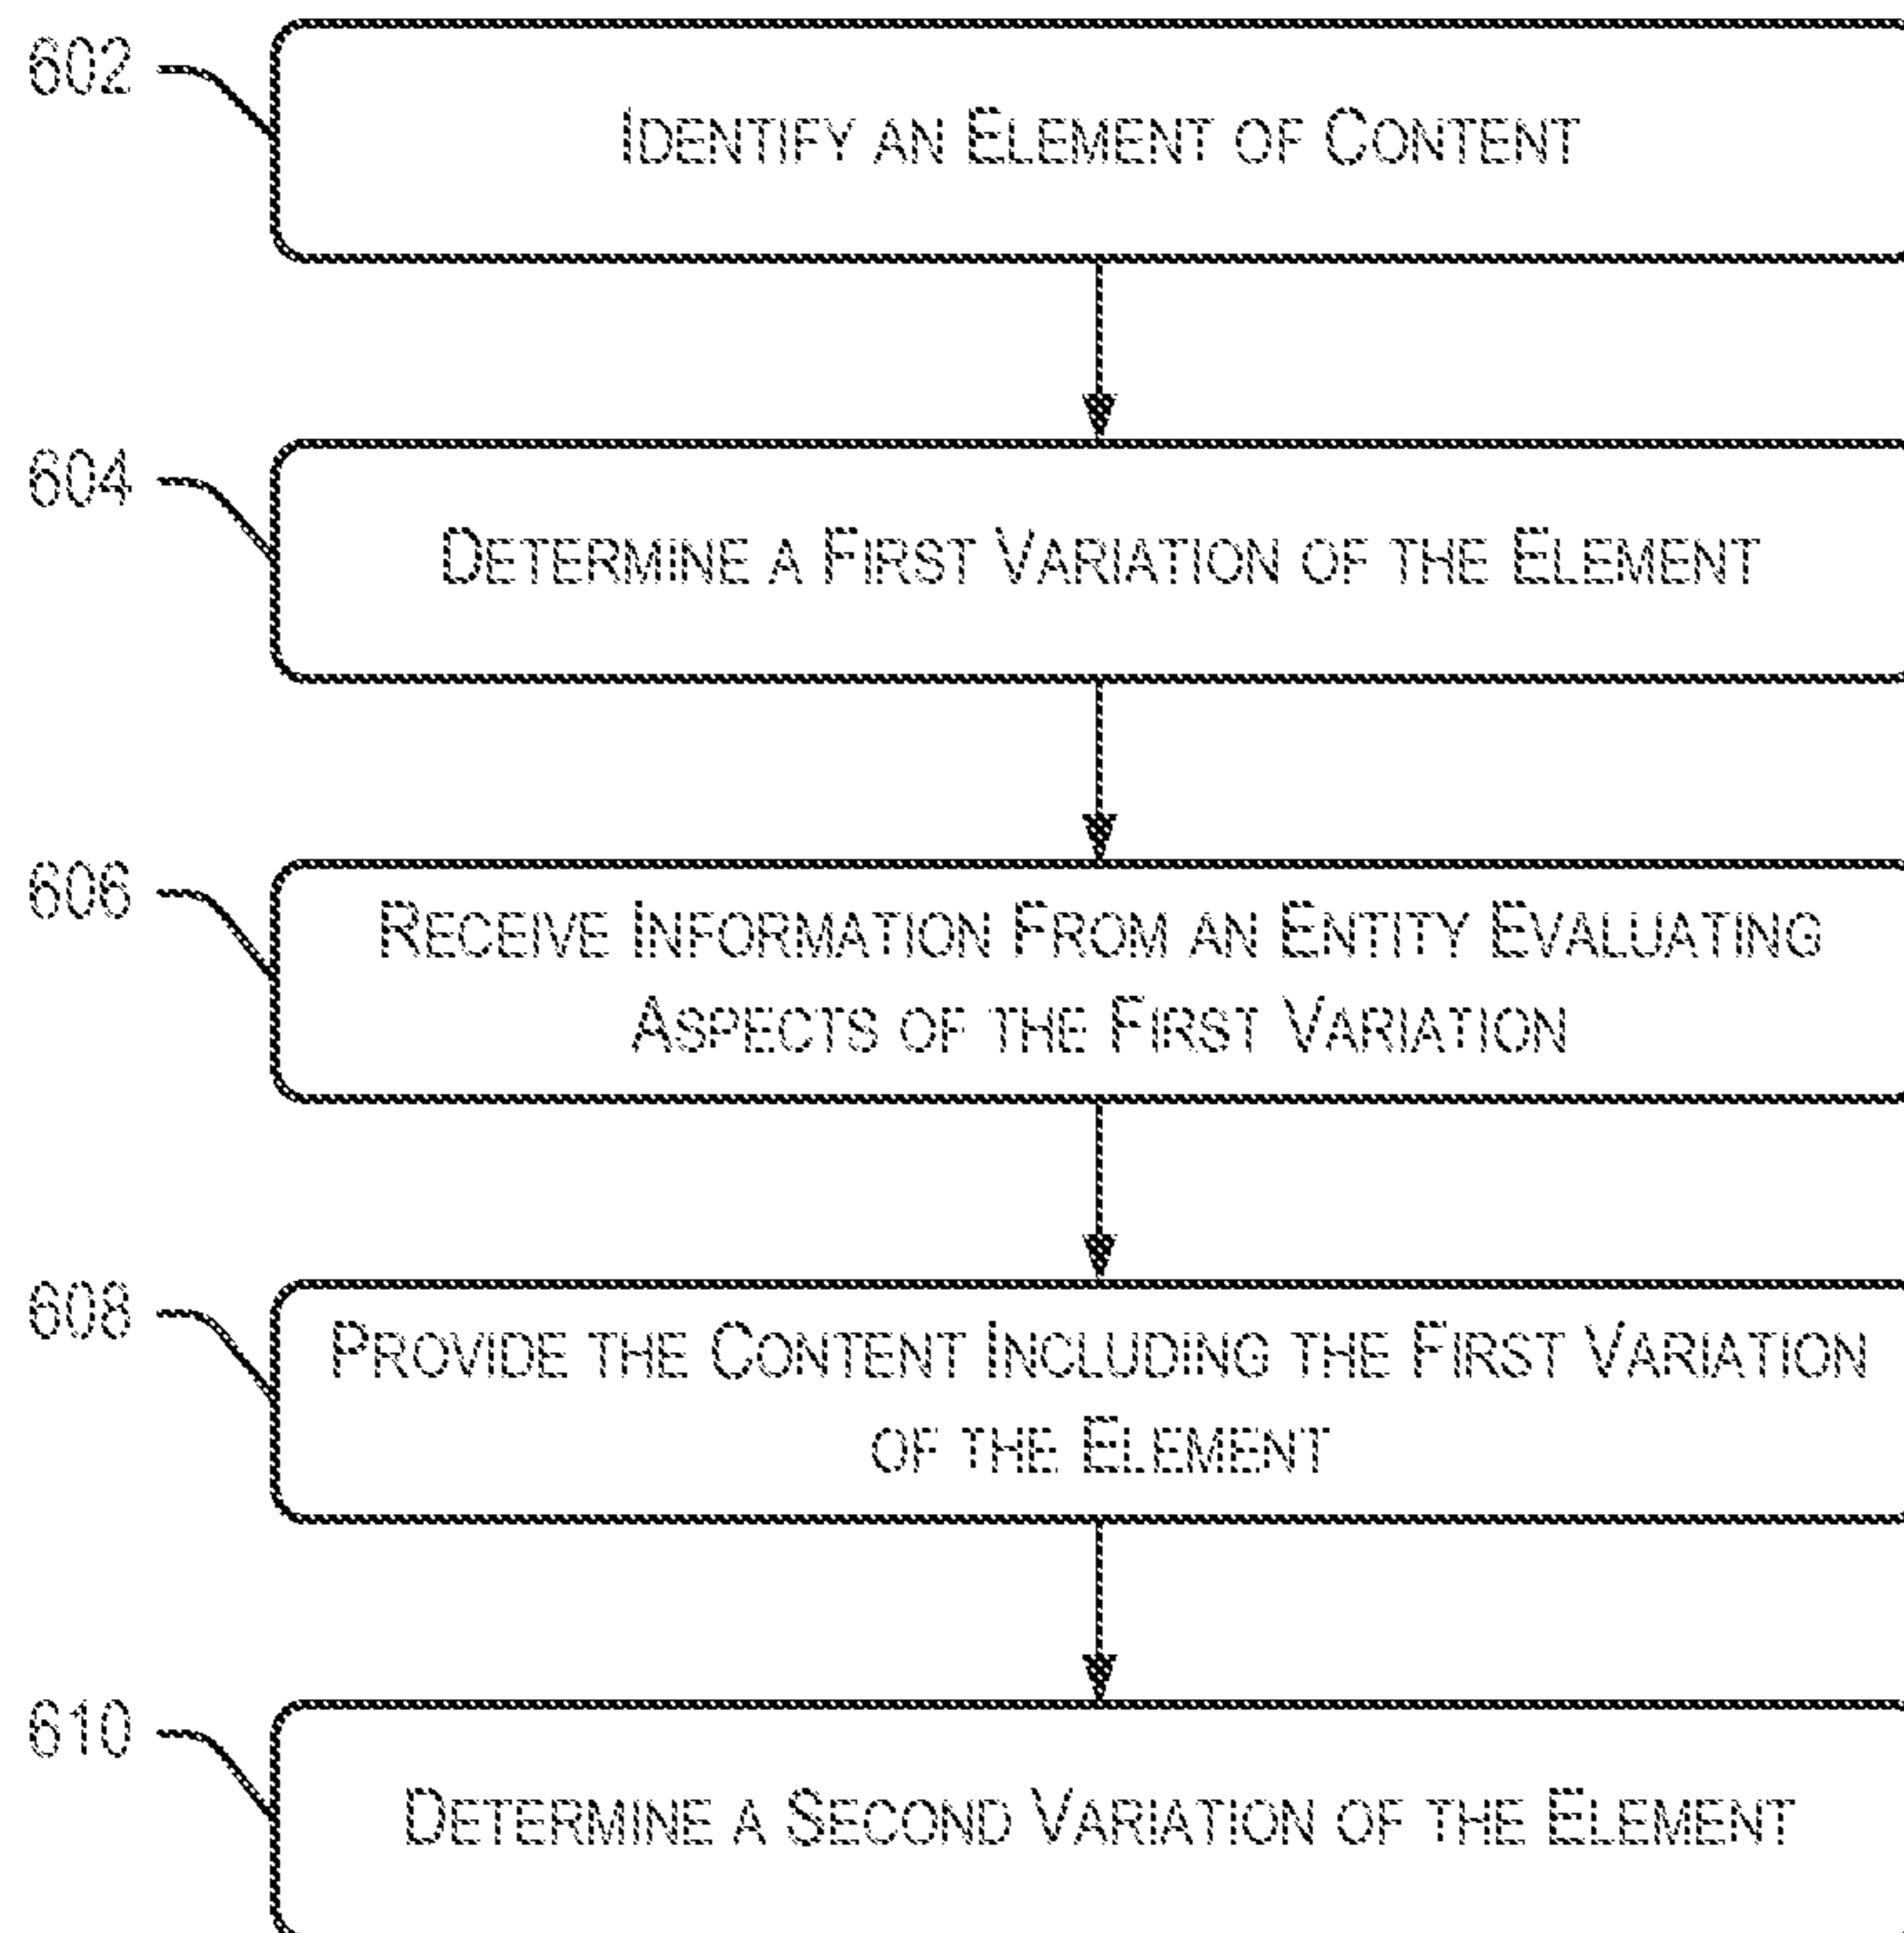 602
IDENTIFY AN ELEMENT OF CONTENT
604
DETERMINE A FIRST VARIATION OF THE ELEMENT
606
RECEIVE INFORMATION FROM AN ENTITY EVALUATING
ASPECTS OF THE FIRST VARIATION
608
PROVIDE THE CONTENT INCLUDING THE FIRST VARIATION
OF THE ELEMENT
610
DETERMINE A SECOND VARIATION OF THE ELEMENT